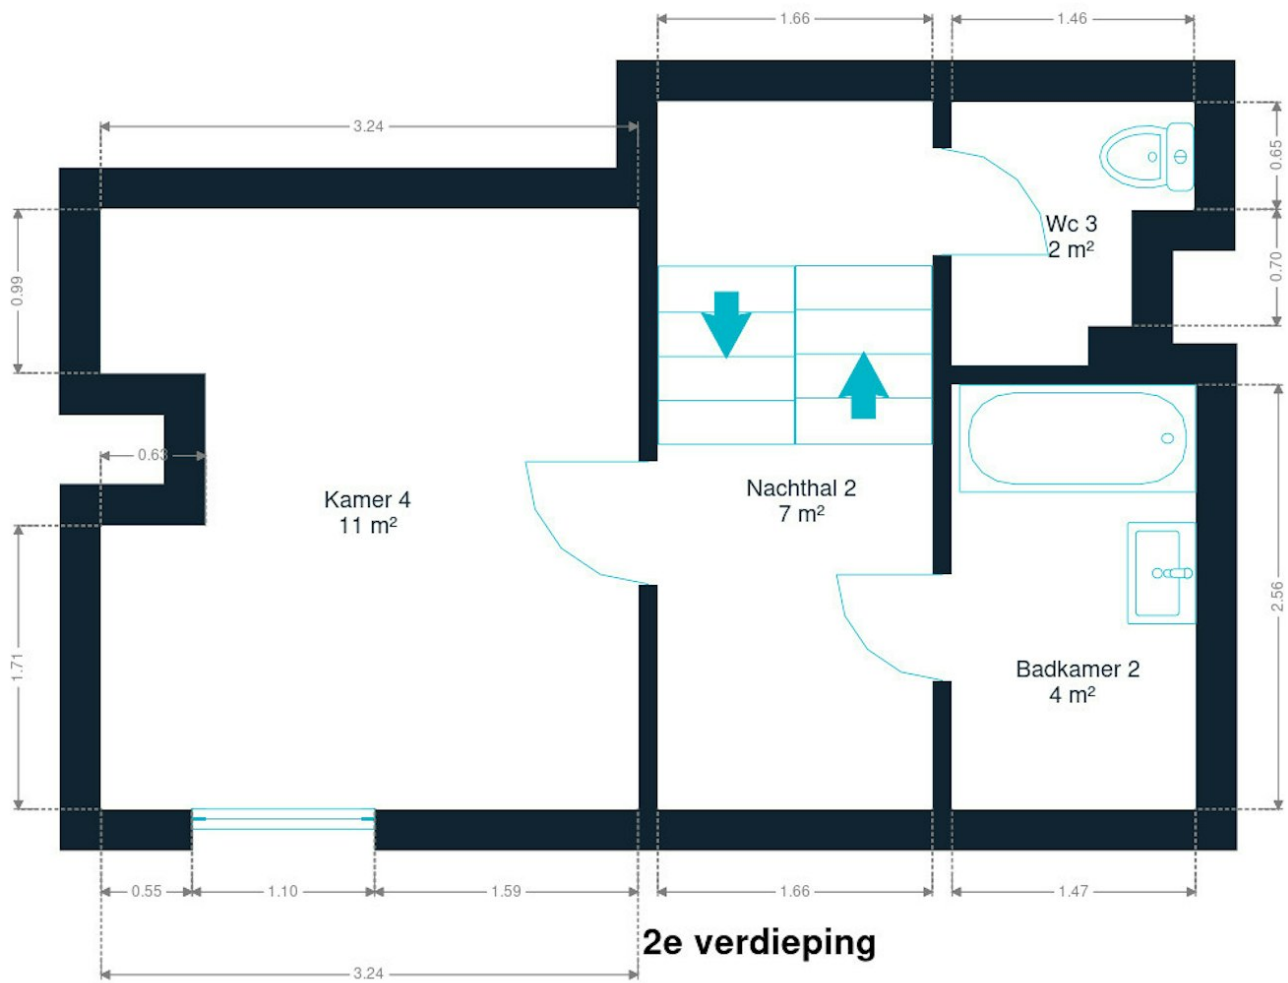 1.66
1.46
3.24
0.65
Wc 3
2 m²
0.99
0.70
0.63
Kamer 4
11 m²
Nachthal 2
7 m²
2.56
1.71
Badkamer 2
4 m²
0.55
1.10
1.59
1.66
1.47
2e verdieping
3.24